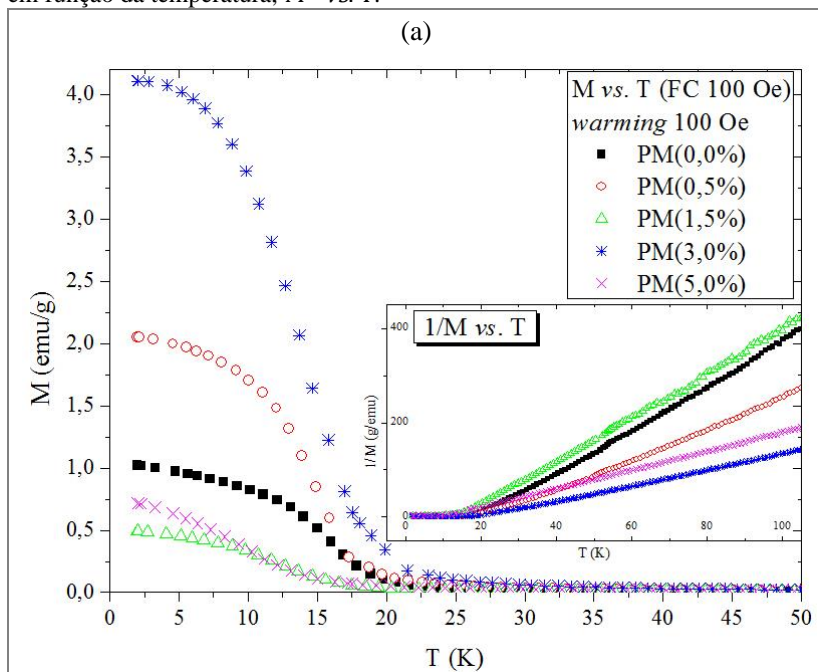 em função da temperatura, M⁻¹ vs. T.
(a)
M vs. T (FC 100 Oe)
warming 100 Oe
PM(0,0%)
PM(0,5%)
PM(1,5%)
PM(3,0%)
PM(5,0%)
4,0
3,5
3,0
2,5
2,0
1,5
1,0
0,5
0,0
M (emu/g)
1/M vs. T
400
200
0
1/M (g/emu)
0 20 40 60 80 100
T (K)
0 5 10 15 20 25 30 35 40 45 50
T (K)